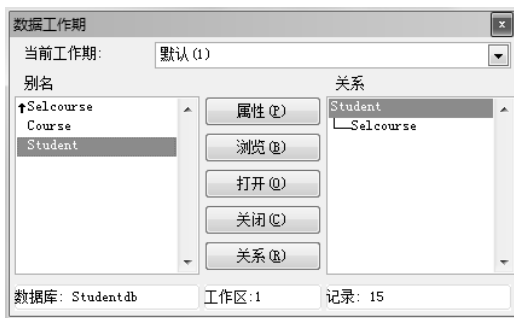 数据工作期
当前工作期: 默认(1)
别名 关系
↑Selcourse
Course
Student
属性(P)
浏览(B)
打开(O)
关闭(C)
关系(R)
Student
Selcourse
数据库: Studentdb 工作区:1 记录: 15